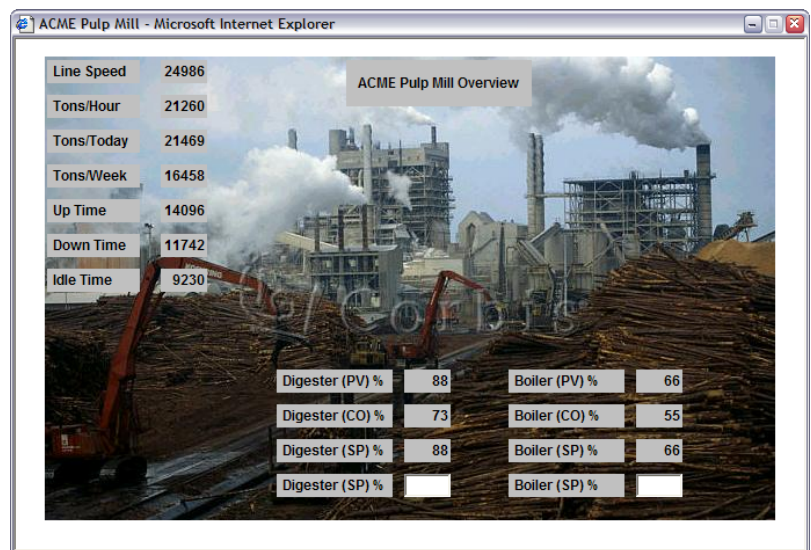 ACME Pulp Mill - Microsoft Internet Explorer
ACME Pulp Mill Overview
Line Speed 24986
Tons/Hour 21260
Tons/Today 21469
Tons/Week 16458
Up Time 14096
Down Time 11742
Idle Time 9230
Corbis
Digester (PV) % 88 Boiler (PV) % 66
Digester (CO) % 73 Boiler (CO) % 55
Digester (SP) % 88 Boiler (SP) % 66
Digester (SP) % Boiler (SP) %